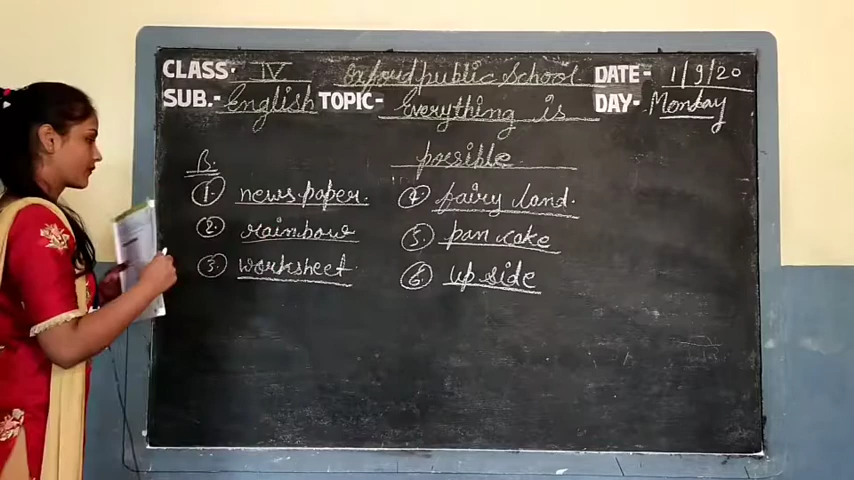 CLASS:- IV Oxfoud public School DATE:- 1/9/20
SUB.- English TOPIC- Everything is DAY- Monday
possible
B.
① news paper.
② rainbow
③ worksheet
④ fairy land.
⑤ pan cake
⑥ up side